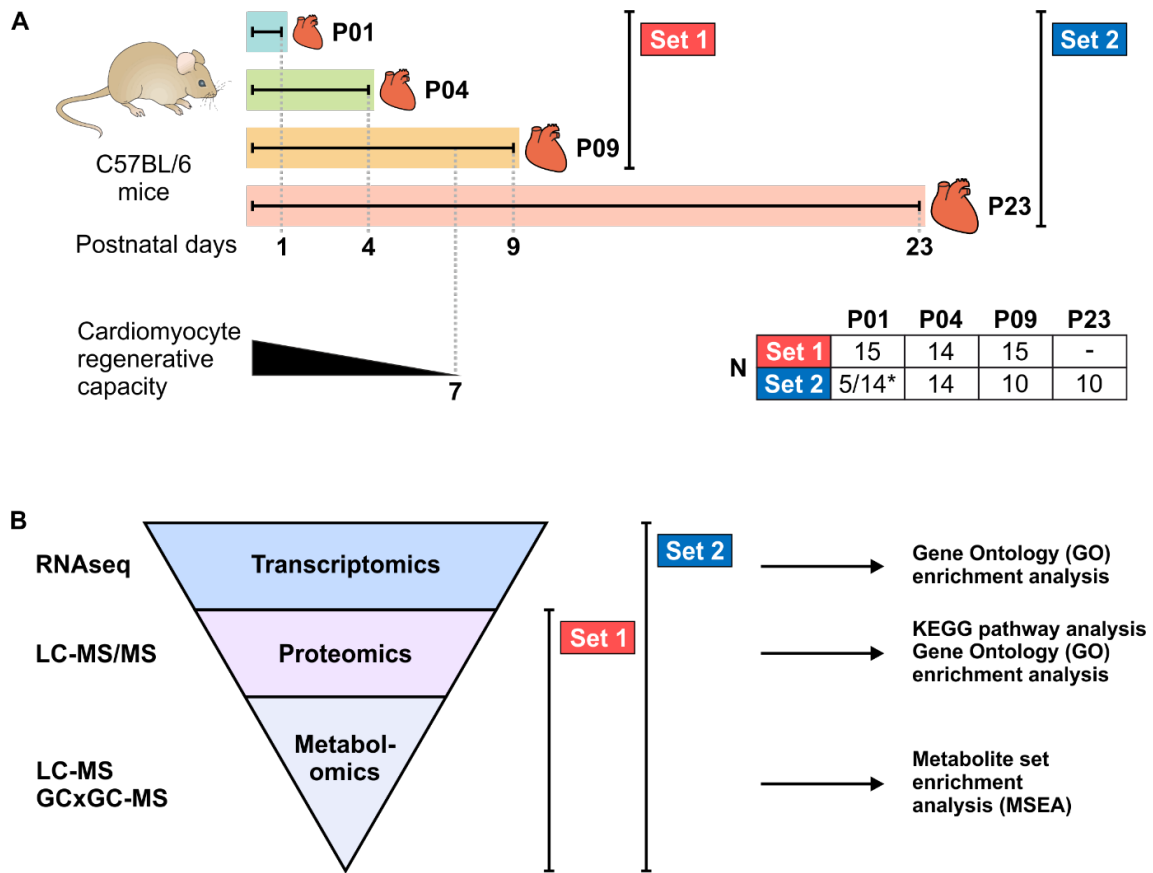 A
P01
Set 1
Set 2
P04
P09
C57BL/6
mice
P23
Postnatal days
1
4
9
23
Cardiomyocyte
regenerative
capacity
7
P01 P04 P09 P23
N
Set 1 15 14 15 -
Set 2 5/14* 14 10 10
B
RNAseq
Transcriptomics
Set 2
Gene Ontology (GO)
enrichment analysis
LC-MS/MS
Proteomics
Set 1
KEGG pathway analysis
Gene Ontology (GO)
enrichment analysis
LC-MS
GCxGC-MS
Metabol-
omics
Metabolite set
enrichment
analysis (MSEA)